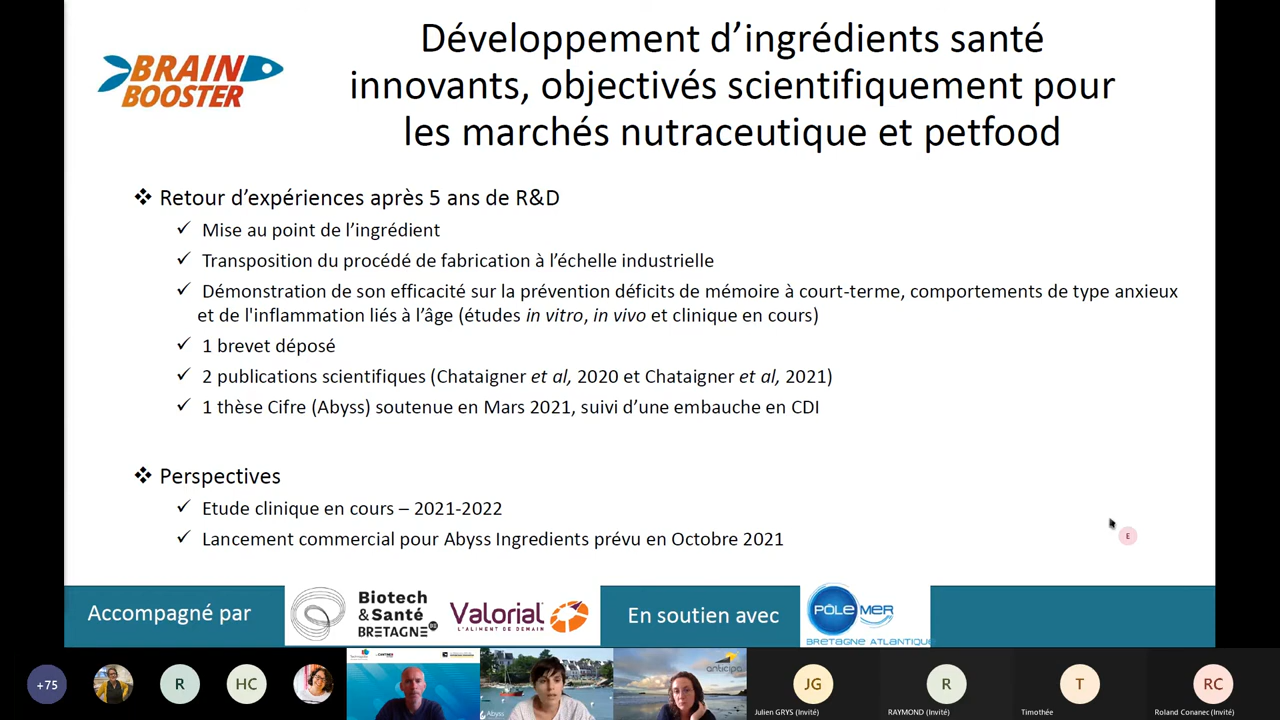 BRAIN
BOOSTER
Développement d'ingrédients santé
innovants, objectivés scientifiquement pour
les marchés nutraceutique et petfood
Retour d'expériences après 5 ans de R&D
Mise au point de l'ingrédient
Transposition du procédé de fabrication à l'échelle industrielle
Démonstration de son efficacité sur la prévention déficits de mémoire à court-terme, comportements de type anxieux
et de l'inflammation liés à l'âge (études in vitro, in vivo et clinique en cours)
1 brevet déposé
2 publications scientifiques (Chataigner et al, 2020 et Chataigner et al, 2021)
1 thèse Cifre (Abyss) soutenue en Mars 2021, suivi d'une embauche en CDI
Perspectives
Etude clinique en cours – 2021-2022
Lancement commercial pour Abyss Ingredients prévu en Octobre 2021
E
Accompagné par
Biotech
&Santé
BRETAGNE
Valorial
L'ALIMENT DE DEMAIN
En soutien avec
PÔLE MER
BRETAGNE ATLANTIQUE
+75
R
HC
Abyss
anticipa
JG
Julien GRYS (Invité)
R
RAYMOND (Invité)
T
Timothée
RC
Roland Conanec (Invité)